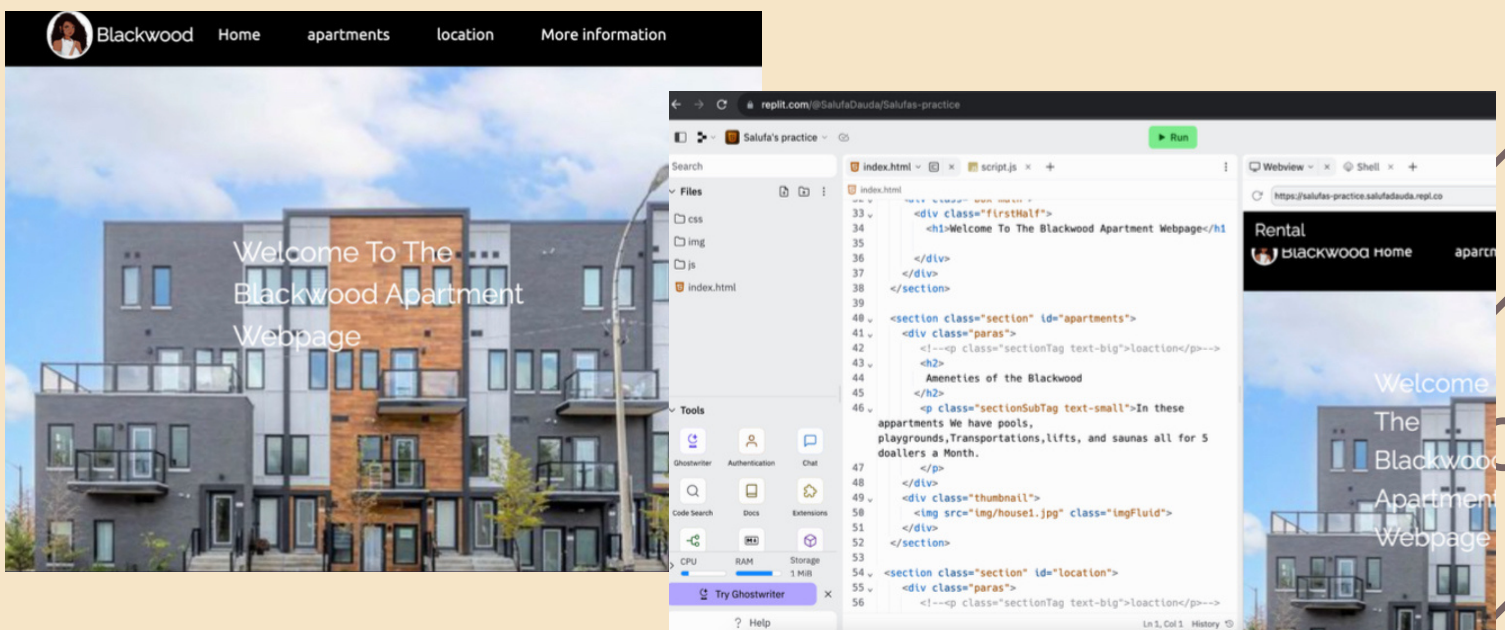 Blackwood Home apartments location More information
Welcome To The
Blackwood Apartment
Webpage
replit.com/@SalufaDauda/Salufas-practice
Salufa's practice
Run
Search
Files
css
img
js
index.html
Tools
Ghostwriter Authentication Chat
Code Search Docs Extensions
CPU RAM Storage
1 MiB
Try Ghostwriter
? Help
index.html script.js
index.html
33 <div class="firstHalf">
34 <h1>Welcome To The Blackwood Apartment Webpage</h1
35
36 </div>
37 </div>
38 </section>
39
40 <section class="section" id="apartments">
41 <div class="paras">
42 <!--<p class="sectionTag text-big">loaction</p>-->
43 <h2>
44 Ameneties of the Blackwood
45 </h2>
46 <p class="sectionSubTag text-small">In these
appartments We have pools,
playgrounds,Transportations,lifts, and saunas all for 5
doallers a Month.
47 </p>
48 </div>
49 <div class="thumbnail">
50 <img src="img/house1.jpg" class="imgFluid">
51 </div>
52 </section>
53
54 <section class="section" id="location">
55 <div class="paras">
56 <!--<p class="sectionTag text-big">loaction</p>-->
Ln 1, Col 1 History
Webview Shell
https://salufas-practice.salufadauda.repl.co
Rental
Blackwood Home
Welcome
The
Apartment
Webpage